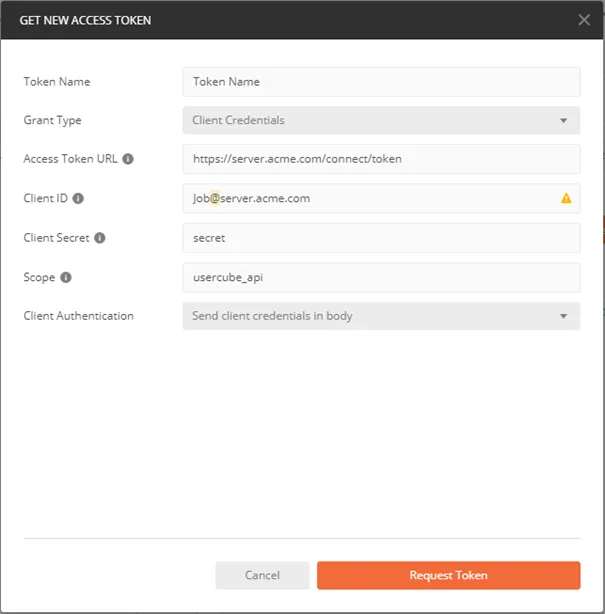 GET NEW ACCESS TOKEN
Token Name Token Name
Grant Type Client Credentials
Access Token URL https://server.acme.com/connect/token
Client ID Job@server.acme.com
Client Secret secret
Scope usercube_api
Client Authentication Send client credentials in body
Cancel Request Token